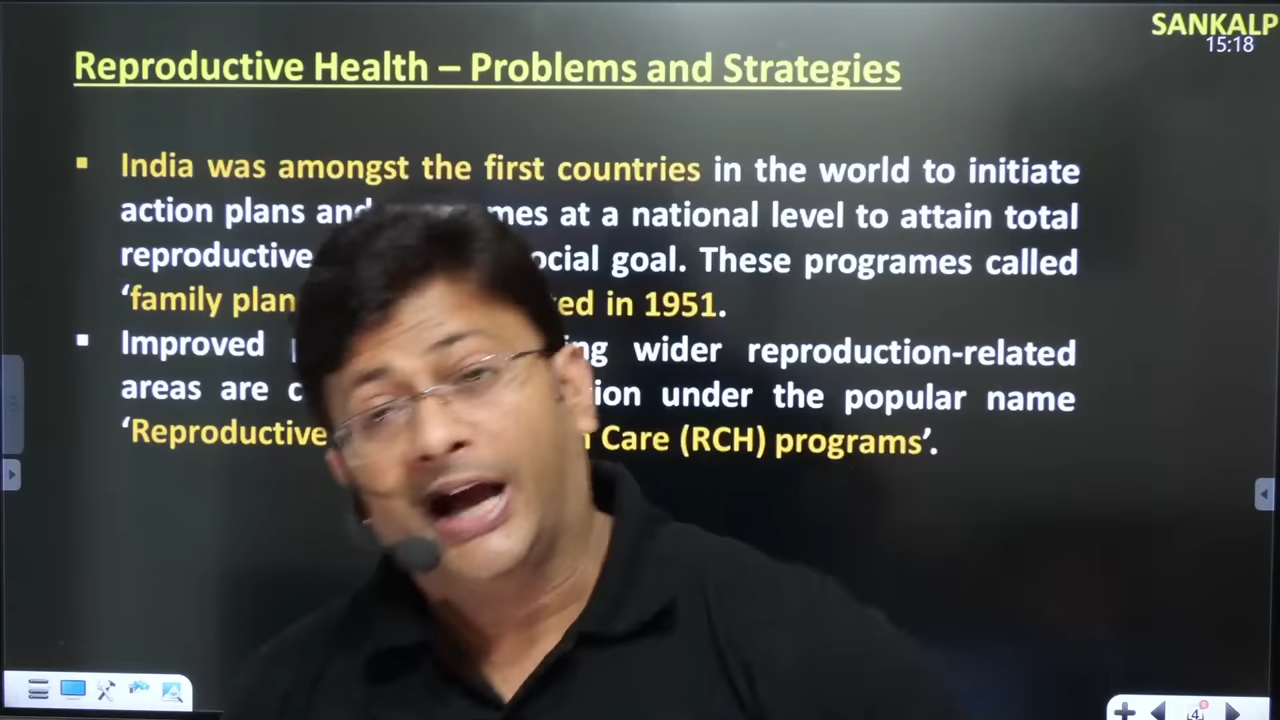 SANKALP
15:18
Reproductive Health – Problems and Strategies
▪ India was amongst the first countries in the world to initiate
action plans and mes at a national level to attain total
reproductive ocial goal. These programes called
‘family plan ed in 1951.
▪ Improved ing wider reproduction-related
areas are c ion under the popular name
‘Reproductive Care (RCH) programs’.
4